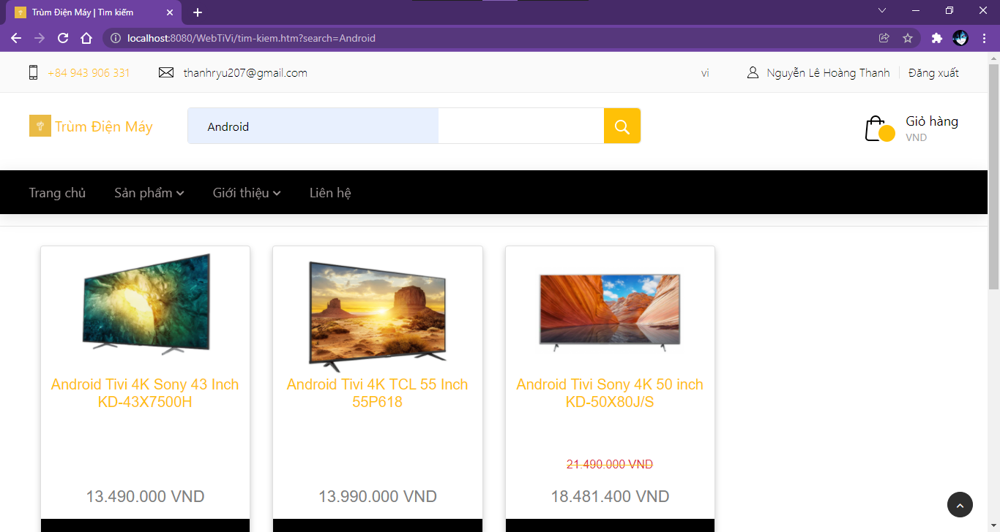 Trùm Điện Máy | Tìm kiếm
localhost:8080/WebTiVi/tim-kiem.htm?search=Android
+84 943 906 331 thanhryu207@gmail.com vi Nguyễn Lê Hoàng Thanh Đăng xuất
Trùm Điện Máy Android Giỏ hàng
VND
Trang chủ Sản phẩm Giới thiệu Liên hệ
Android Tivi 4K Sony 43 Inch
KD-43X7500H
13.490.000 VND
Android Tivi 4K TCL 55 Inch
55P618
13.990.000 VND
Android Tivi Sony 4K 50 inch
KD-50X80J/S
21.490.000 VND
18.481.400 VND